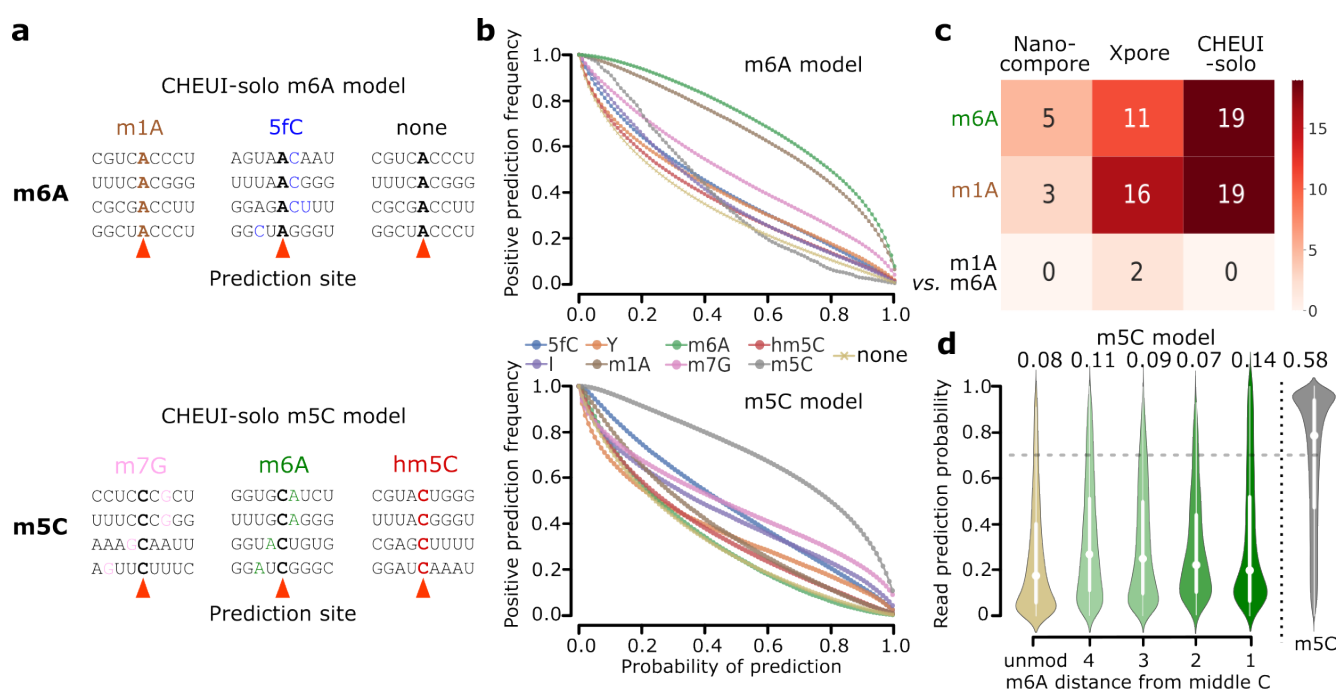 a
CHEUI-solo m6A model
m1A 5fC none
m6A
CGUCACCCU AGUAACAAU CGUCACCCU
UUUCACGGG UUUAACGGG UUUCACGGG
CGCGACCUU GGAGACUUU CGCGACCUU
GGCUACCCU GGCUAGGGU GGCUACCCU
Prediction site
CHEUI-solo m5C model
m7G m6A hm5C
m5C
CCUCCCGCU GGUGCAUCU CGUACUGGG
UUUCCCGGG UUUGCAGGG UUUACGGGU
AAAGCAAUU GGUACUGUG CGAGCUUUU
AGUUCUUUC GGAUCGGGC GGAUCAAAU
Prediction site
b
Positive prediction frequency
1.0
0.8
0.6
0.4
0.2
0.0
m6A model
0.0 0.2 0.4 0.6 0.8 1.0
5fC Y m6A hm5C none
I m1A m7G m5C
Positive prediction frequency
1.0
0.8
0.6
0.4
0.2
0.0
m5C model
0.0 0.2 0.4 0.6 0.8 1.0
Probability of prediction
c
Nano-
compore
Xpore
CHEUI
-solo
m6A 5 11 19
m1A 3 16 19
m1A
vs. m6A
0 2 0
15
10
5
0
d
m5C model
0.08 0.11 0.09 0.07 0.14 0.58
Read prediction probability
1.0
0.8
0.6
0.4
0.2
0
unmod 4 3 2 1
m5C
m6A distance from middle C